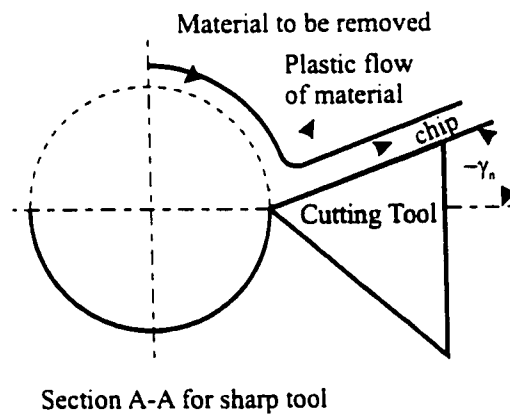 Material to be removed
Plastic flow
of material
chip
-γn
Cutting Tool
Section A-A for sharp tool